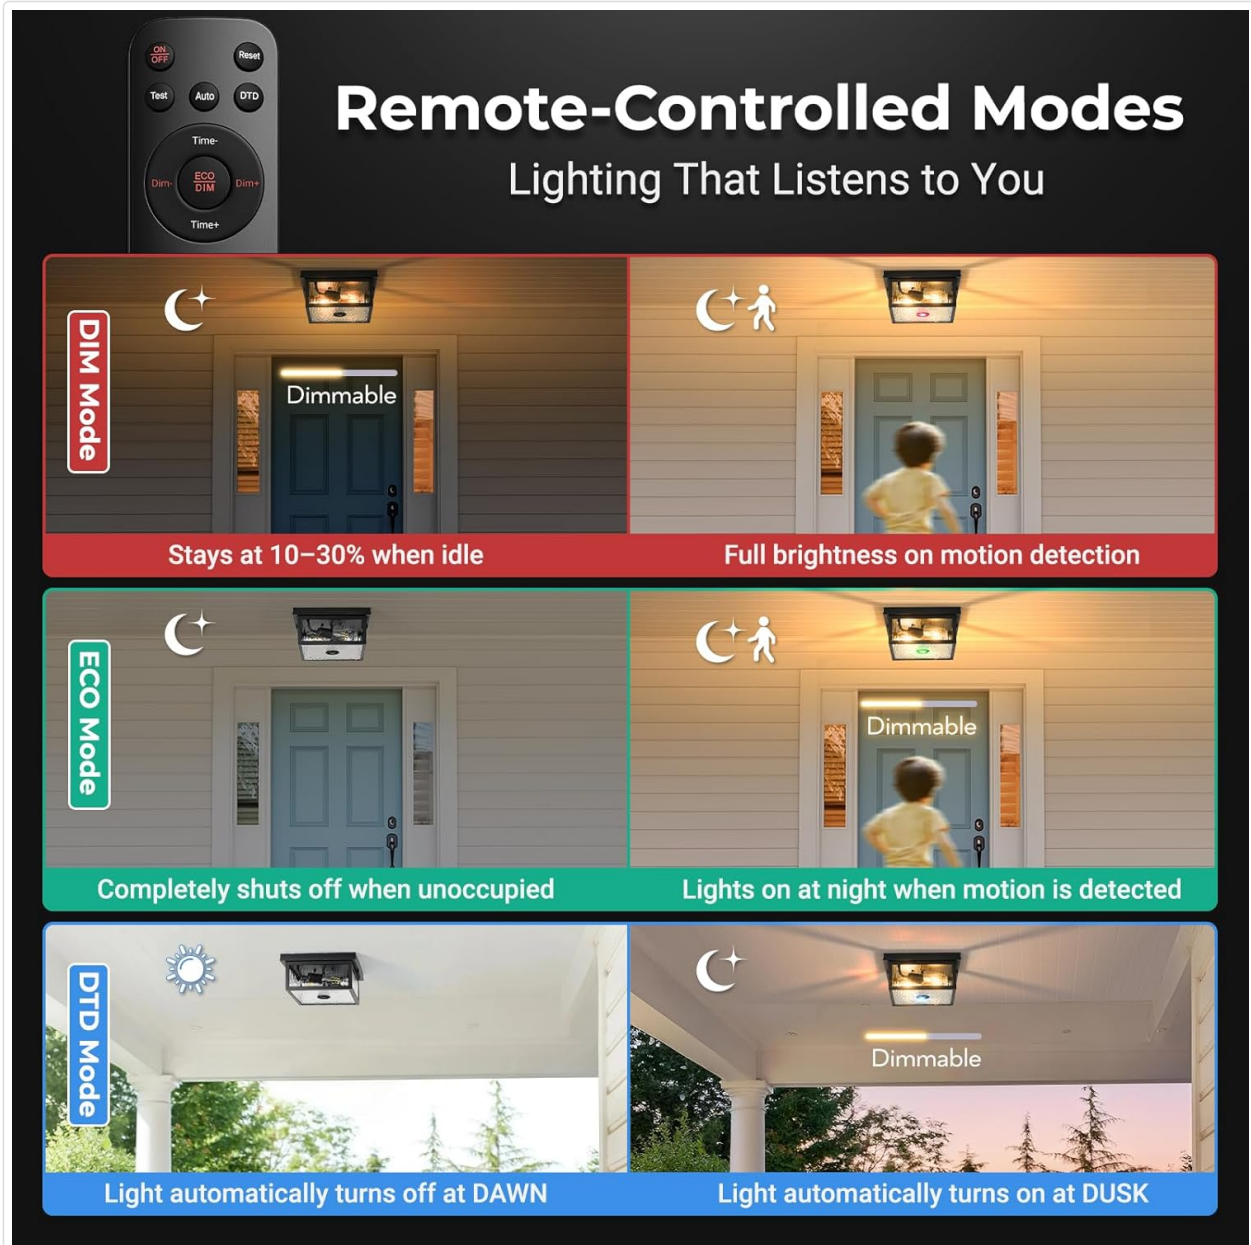 ON
OFF
Reset
Test
Auto
DTD
Time-
Dim-
ECO
DIM
Dim+
Time+
Remote-Controlled Modes
Lighting That Listens to You
DIM Mode
Dimmable
Stays at 10–30% when idle
Full brightness on motion detection
ECO Mode
Dimmable
Completely shuts off when unoccupied
Lights on at night when motion is detected
DTD Mode
Dimmable
Light automatically turns off at DAWN
Light automatically turns on at DUSK